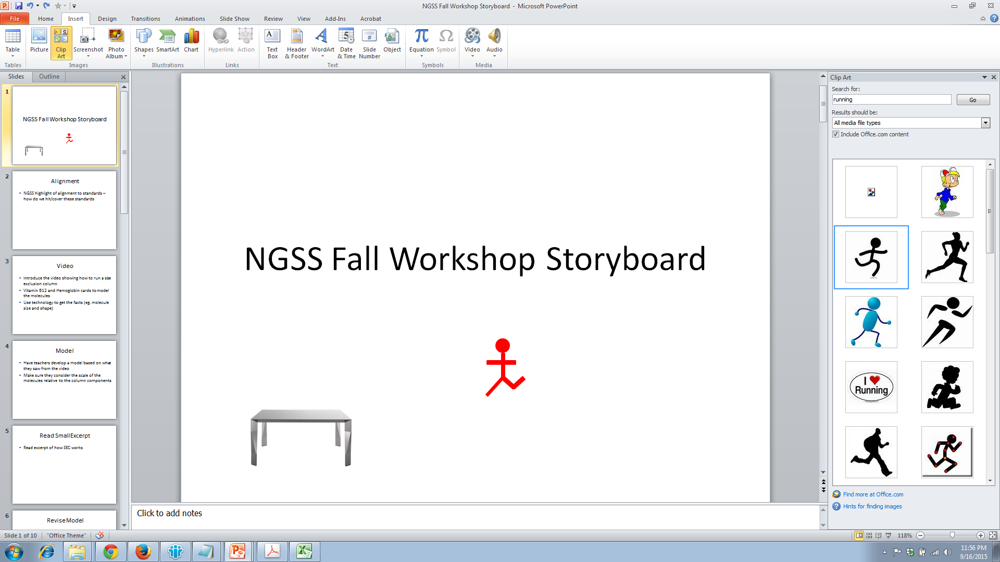 NGSS Fall Workshop Storyboard - Microsoft PowerPoint
File Home Insert Design Transitions Animations Slide Show Review View Add-Ins Acrobat
Table
Picture
Clip
Art
Screenshot
Photo
Album
Shapes
SmartArt
Chart
Hyperlink
Action
Text
Box
Header
& Footer
WordArt
Date
& Time
Slide
Number
Object
Equation
Symbol
Video
Audio
Tables
Images
Illustrations
Links
Text
Symbols
Media
Slides Outline
1
NGSS Fall Workshop Storyboard
2
Alignment
• NGSS highlight of alignment to standards –
how do we hit/cover these standards
3
Video
• Introduce the video showing how to run a size
exclusion column
• Vitamin B12 and Hemoglobin cards to model
the molecules
• Use technology to get the facts (eg. molecule
size and shape)
4
Model
• Have teachers develop a model based on what
they saw from the video
• Make sure they consider the scale of the
molecules relative to the column components
5
Read Small Excerpt
• Read excerpt of how SEC works
6
Revise Model
NGSS Fall Workshop Storyboard
Click to add notes
Clip Art
Search for:
running
Go
Results should be:
All media file types
Include Office.com content
I
Running
Find more at Office.com
Hints for finding images
Slide 1 of 10
"Office Theme"
118%
11:56 PM
9/16/2015